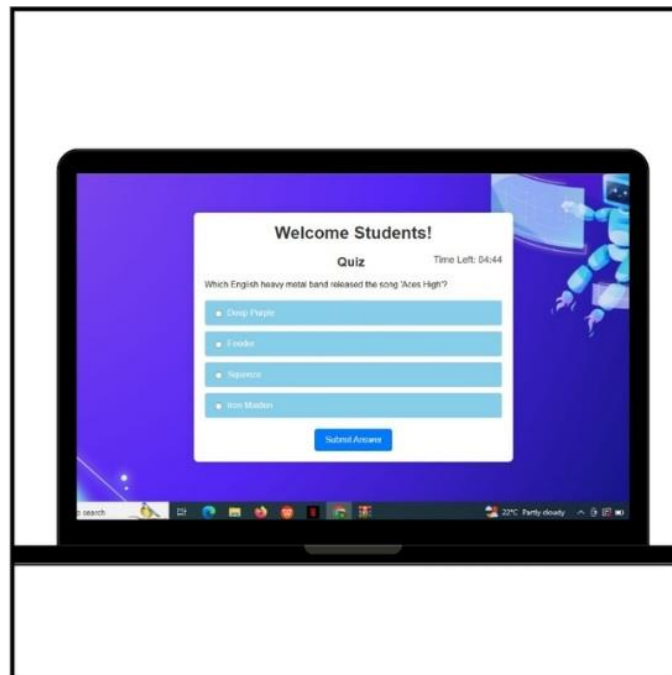 Welcome Students!
Quiz
Time Left: 04:44
Which English heavy metal band released the song 'Aces High'?
Deep Purple
Feeder
Squeeze
Iron Maiden
Submit Answer
search
22°C Partly cloudy